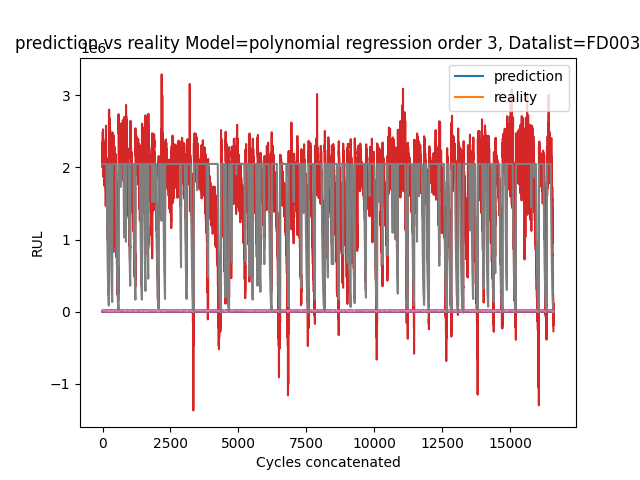 prediction vs reality Model=polynomial regression order 3, Datalist=FD003
1e6
prediction
reality
3
2
1
0
−1
RUL
0
2500
5000
7500
10000
12500
15000
Cycles concatenated